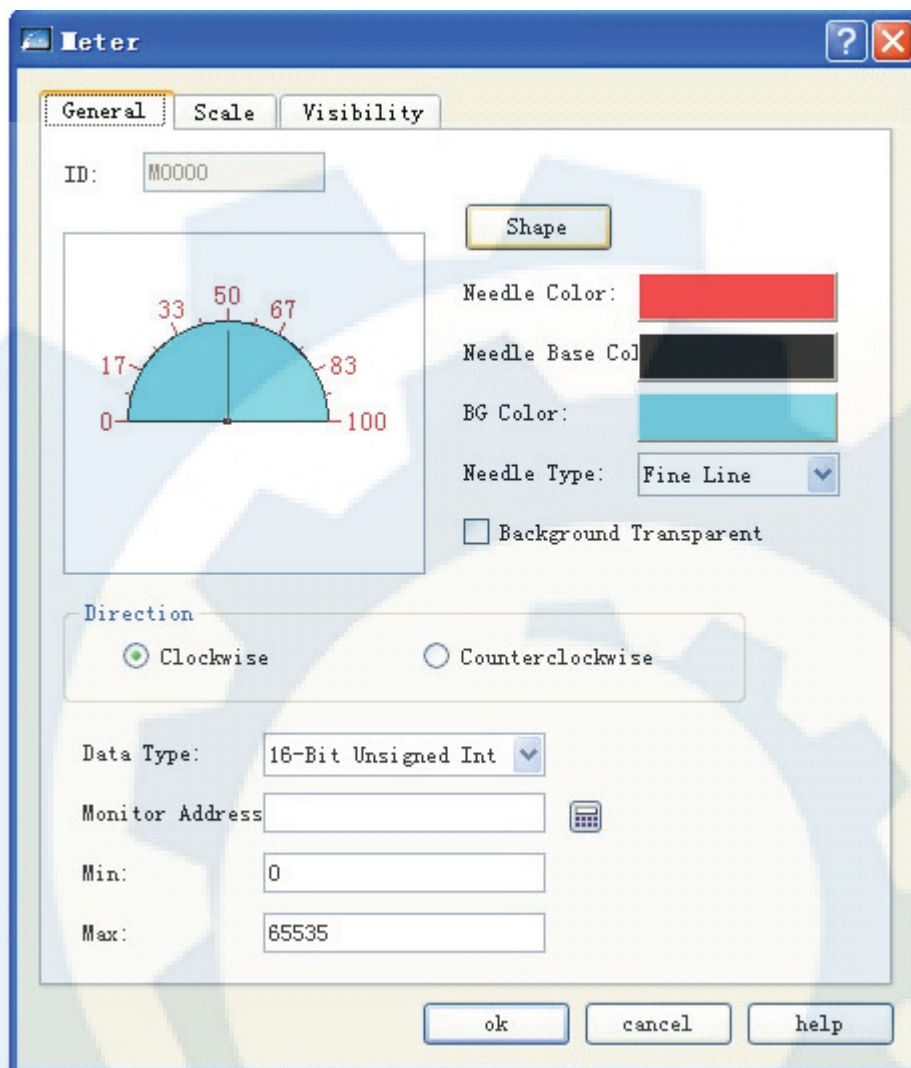 Meter
General Scale Visibility
ID: M0000
Shape
Needle Color:
Needle Base Col
BG Color:
Needle Type: Fine Line
Background Transparent
50
33 67
17 83
0 100
Direction
Clockwise Counterclockwise
Data Type: 16-Bit Unsigned Int
Monitor Address
Min: 0
Max: 65535
ok cancel help